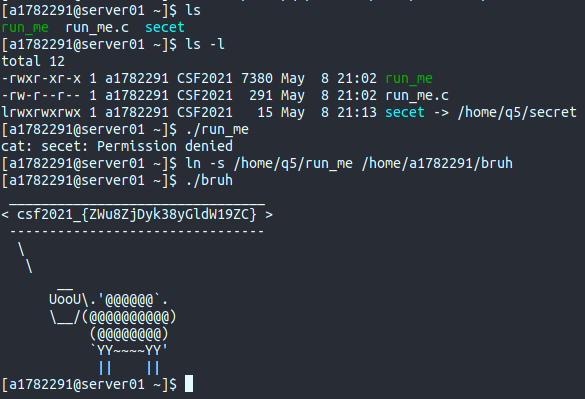 [a1782291@server01 ~]$ ls
run_me  run_me.c  secet
[a1782291@server01 ~]$ ls -l
total 12
-rwxr-xr-x 1 a1782291 CSF2021 7380 May  8 21:02 run_me
-rw-r--r-- 1 a1782291 CSF2021  291 May  8 21:02 run_me.c
lrwxrwxrwx 1 a1782291 CSF2021   15 May  8 21:13 secet -> /home/q5/secret
[a1782291@server01 ~]$ ./run_me
cat: secet: Permission denied
[a1782291@server01 ~]$ ln -s /home/q5/run_me /home/a1782291/bruh
[a1782291@server01 ~]$ ./bruh
 ________________________________
< csf2021_{ZWu8ZjDyk38yGldW19ZC} >
 --------------------------------
  \
   \
       __
      UooU\.'@@@@@@`.
      \__/(@@@@@@@@@@)
           (@@@@@@@@)
           `YY~~~~YY'
            ||    ||
[a1782291@server01 ~]$